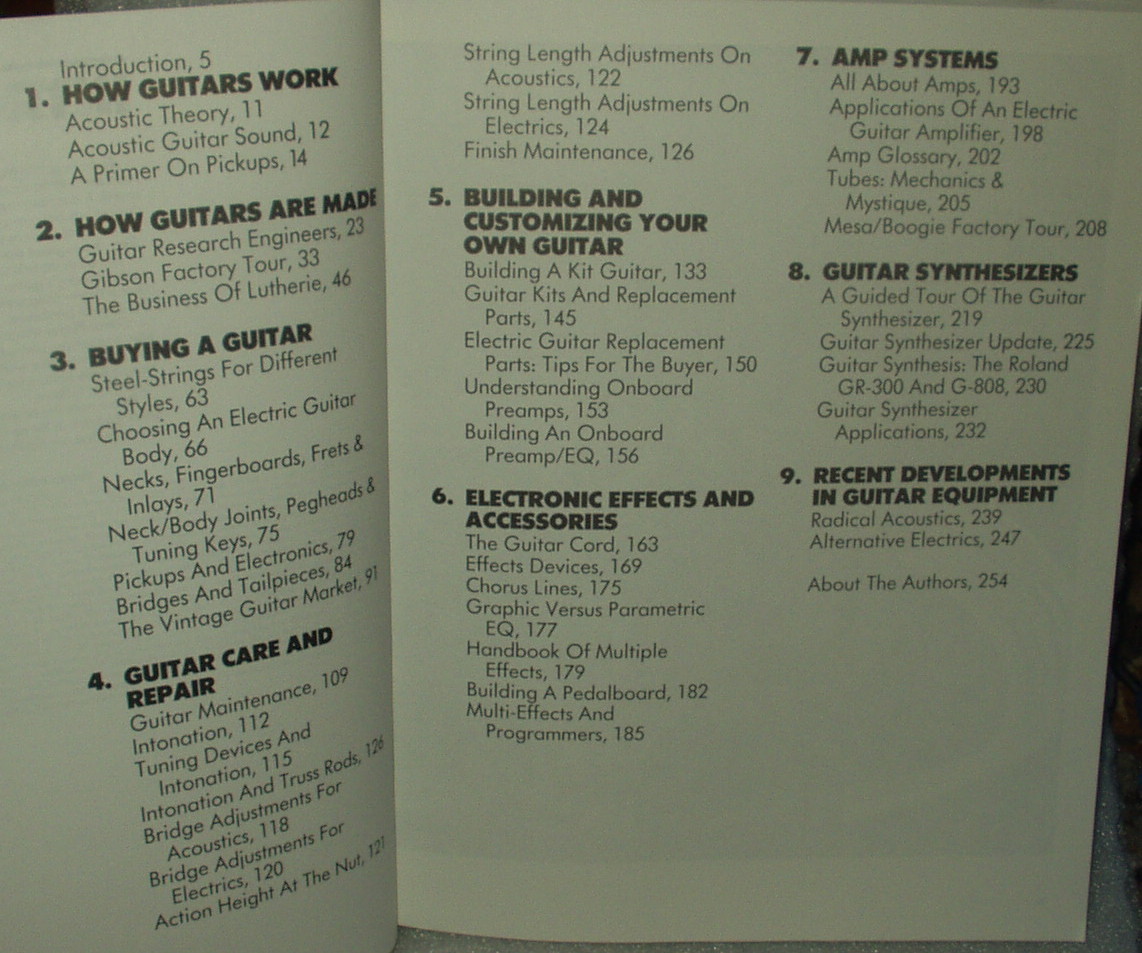 Introduction, 5
1. HOW GUITARS WORK
Acoustic Theory, 11
Acoustic Guitar Sound, 12
A Primer On Pickups, 14
2. HOW GUITARS ARE MADE
Guitar Research Engineers, 23
Gibson Factory Tour, 33
The Business Of Lutherie, 46
3. BUYING A GUITAR
Steel-Strings For Different
Styles, 63
Choosing An Electric Guitar
Body, 66
Necks, Fingerboards, Frets &
Inlays, 71
Neck/Body Joints, Pegheads &
Tuning Keys, 75
Pickups And Electronics, 79
Bridges And Tailpieces, 84
The Vintage Guitar Market, 91
4. GUITAR CARE AND
REPAIR
Guitar Maintenance, 109
Intonation, 112
Tuning Devices And
Intonation, 115
Intonation And Truss Rods, 126
Bridge Adjustments For
Acoustics, 118
Bridge Adjustments For
Electrics, 120
Action Height At The Nut, 121
String Length Adjustments On
Acoustics, 122
String Length Adjustments On
Electrics, 124
Finish Maintenance, 126
5. BUILDING AND
CUSTOMIZING YOUR
OWN GUITAR
Building A Kit Guitar, 133
Guitar Kits And Replacement
Parts, 145
Electric Guitar Replacement
Parts: Tips For The Buyer, 150
Understanding Onboard
Preamps, 153
Building An Onboard
Preamp/EQ, 156
6. ELECTRONIC EFFECTS AND
ACCESSORIES
The Guitar Cord, 163
Effects Devices, 169
Chorus Lines, 175
Graphic Versus Parametric
EQ, 177
Handbook Of Multiple
Effects, 179
Building A Pedalboard, 182
Multi-Effects And
Programmers, 185
7. AMP SYSTEMS
All About Amps, 193
Applications Of An Electric
Guitar Amplifier, 198
Amp Glossary, 202
Tubes: Mechanics &
Mystique, 205
Mesa/Boogie Factory Tour, 208
8. GUITAR SYNTHESIZERS
A Guided Tour Of The Guitar
Synthesizer, 219
Guitar Synthesizer Update, 225
Guitar Synthesis: The Roland
GR-300 And G-808, 230
Guitar Synthesizer
Applications, 232
9. RECENT DEVELOPMENTS
IN GUITAR EQUIPMENT
Radical Acoustics, 239
Alternative Electrics, 247
About The Authors, 254